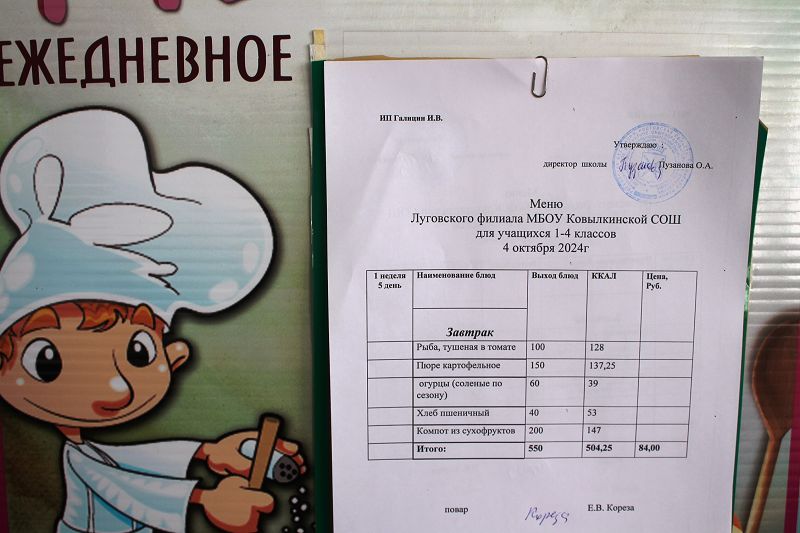 ЕЖЕДНЕВНОЕ
ИП Галицин И.В.
Утверждаю :
директор школы Пузанова О.А.
Меню
Луговского филиала МБОУ Ковылкинской СОШ
для учащихся 1-4 классов
4 октября 2024г
1 неделя Наименование блюд Выход блюд ККАЛ Цена,
5 день Руб.
Завтрак
Рыба, тушеная в томате 100 128
Пюре картофельное 150 137,25
огурцы (соленые по 60 39
сезону)
Хлеб пшеничный 40 53
Компот из сухофруктов 200 147
Итого: 550 504,25 84,00
повар Кореза Е.В. Кореза